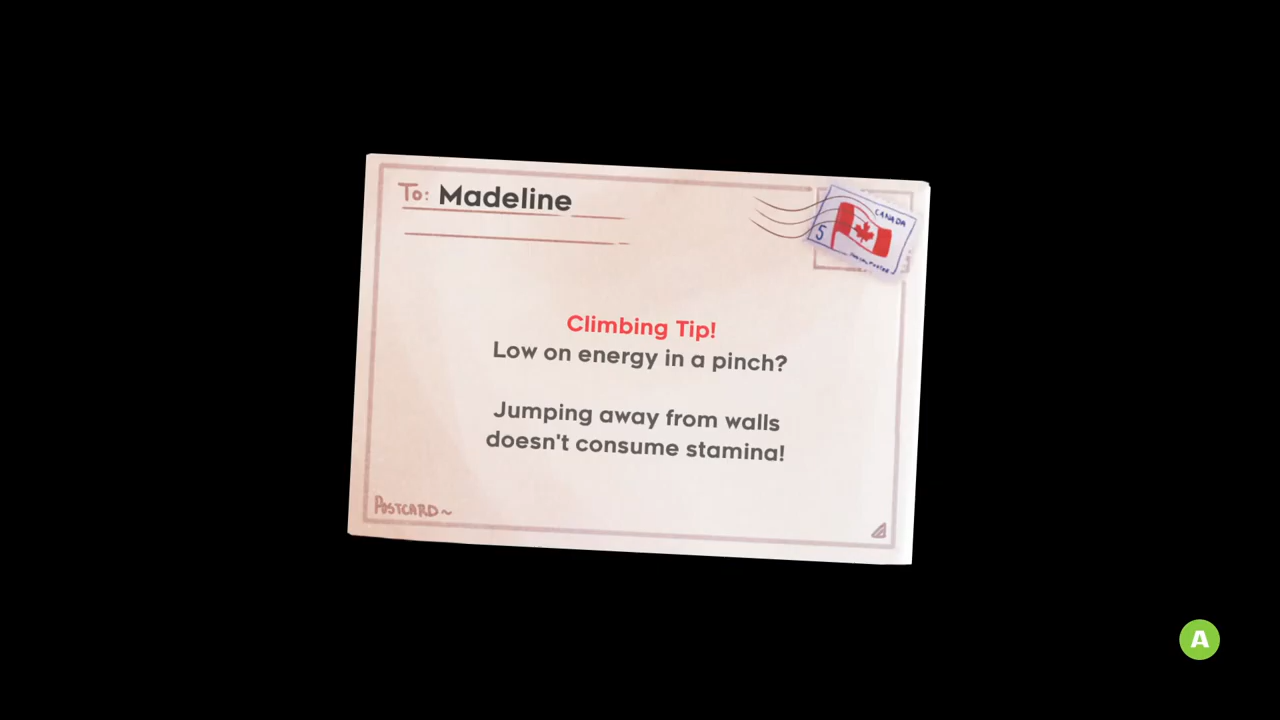 To: Madeline
CANADA
5
Climbing Tip!
Low on energy in a pinch?
Jumping away from walls
doesn't consume stamina!
POSTCARD~
A